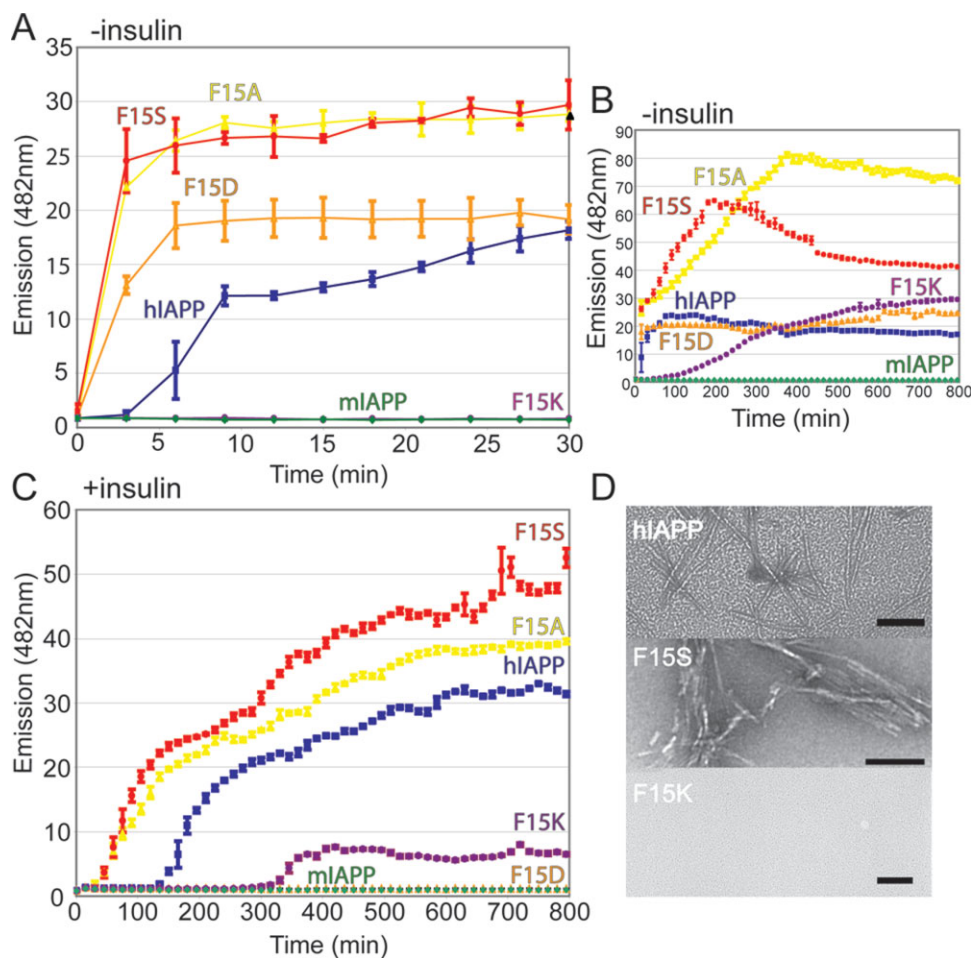 A
-insulin
35
30
25
20
15
10
5
0
Emission (482nm)
F15S
F15A
F15D
hIAPP
mIAPP
F15K
0 5 10 15 20 25 30
Time (min)
B
-insulin
90
80
70
60
50
40
30
20
10
0
Emission (482nm)
F15A
F15S
hIAPP
F15D
F15K
mIAPP
0 100 200 300 400 500 600 700 800
Time (min)
C
+insulin
60
50
40
30
20
10
0
Emission (482nm)
F15S
F15A
hIAPP
F15K
mIAPP
F15D
0 100 200 300 400 500 600 700 800
Time (min)
D
hIAPP
F15S
F15K